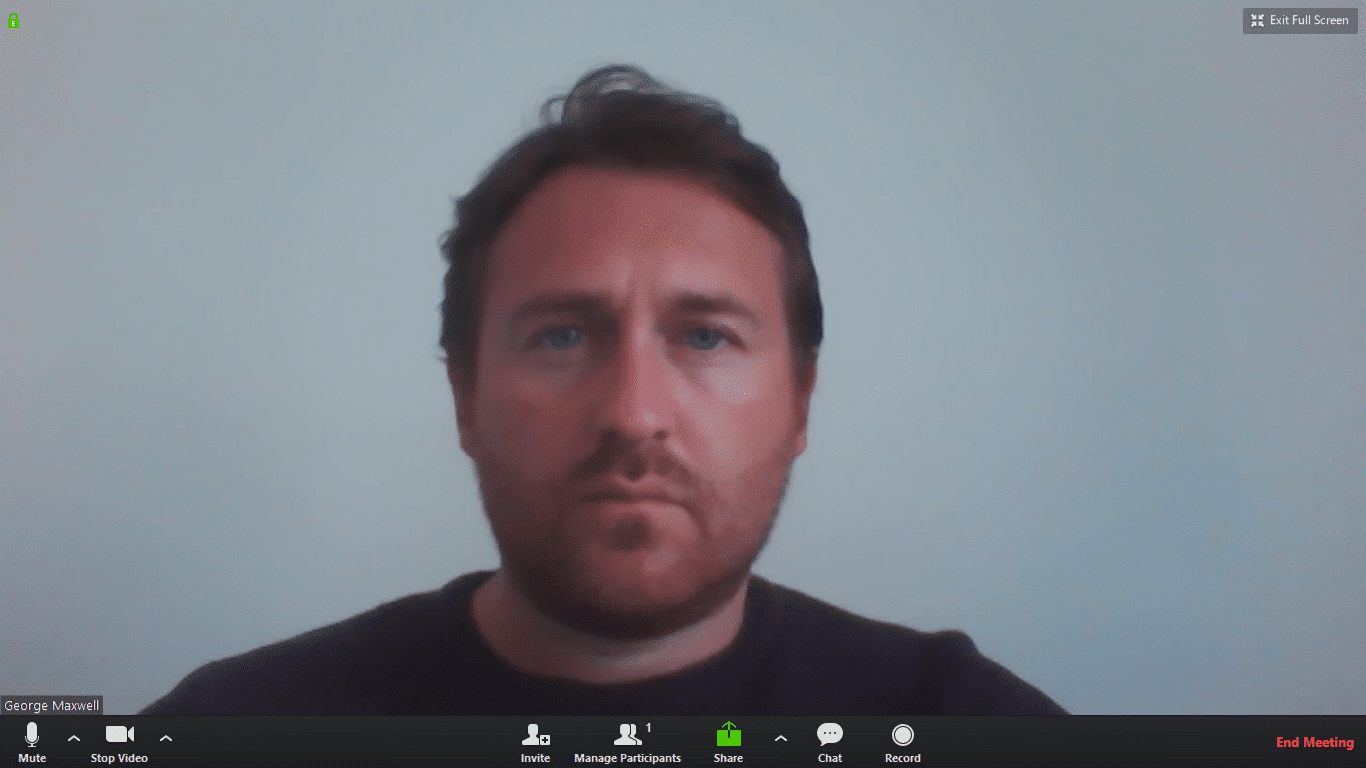 E
Exit Full Screen
George Maxwell
1
Mute
Stop Video
Invite
Manage Participants
Share
Chat
Record
End Meeting